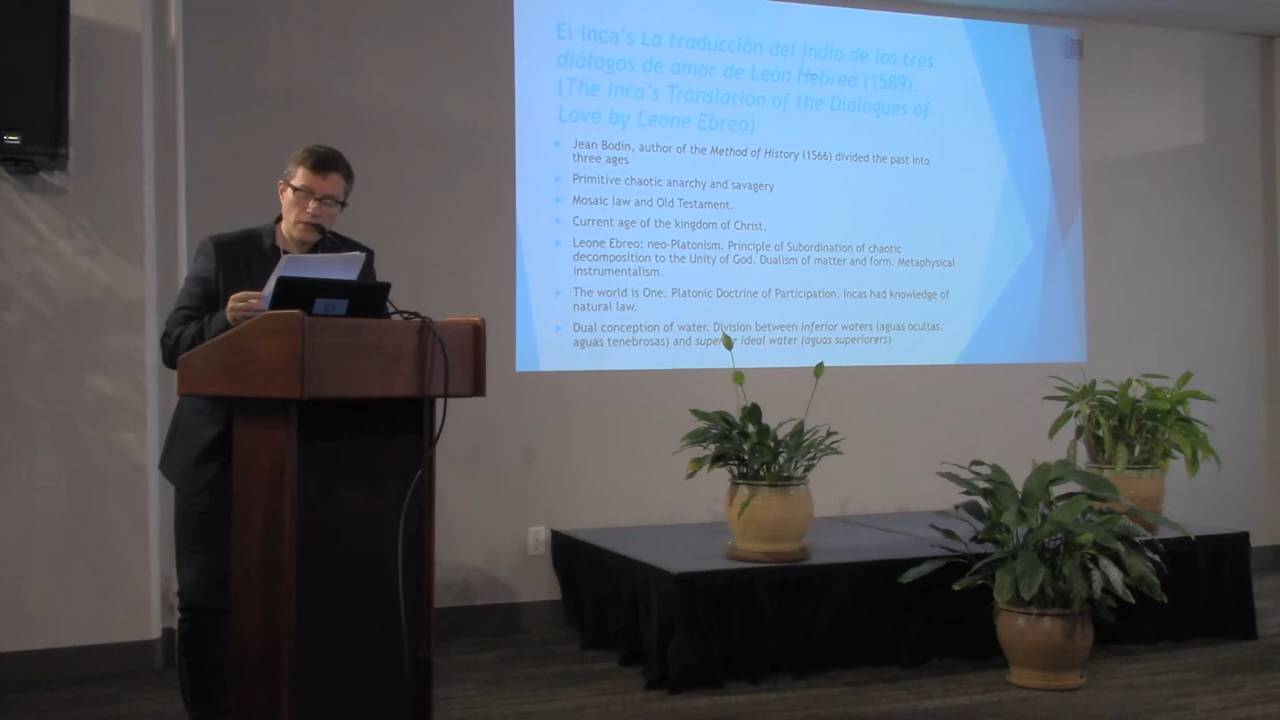 El Inca's La traducción del Indio de los tres
diálogos de amor de León Hebreo (1589).
(The Inca's Translation of the Dialogues of
Love by Leone Ebreo)
Jean Bodin, author of the Method of History (1566) divided the past into
three ages
Primitive chaotic anarchy and savagery
Mosaic law and Old Testament.
Current age of the kingdom of Christ.
Leone Ebreo: neo-Platonism. Principle of Subordination of chaotic
decomposition to the Unity of God. Dualism of matter and form. Metaphysical
instrumentalism.
The world is One. Platonic Doctrine of Participation. Incas had knowledge of
natural law.
Dual conception of water. Division between inferior waters (aguas ocultas,
aguas tenebrosas) and superior ideal water (aguas superiorers)